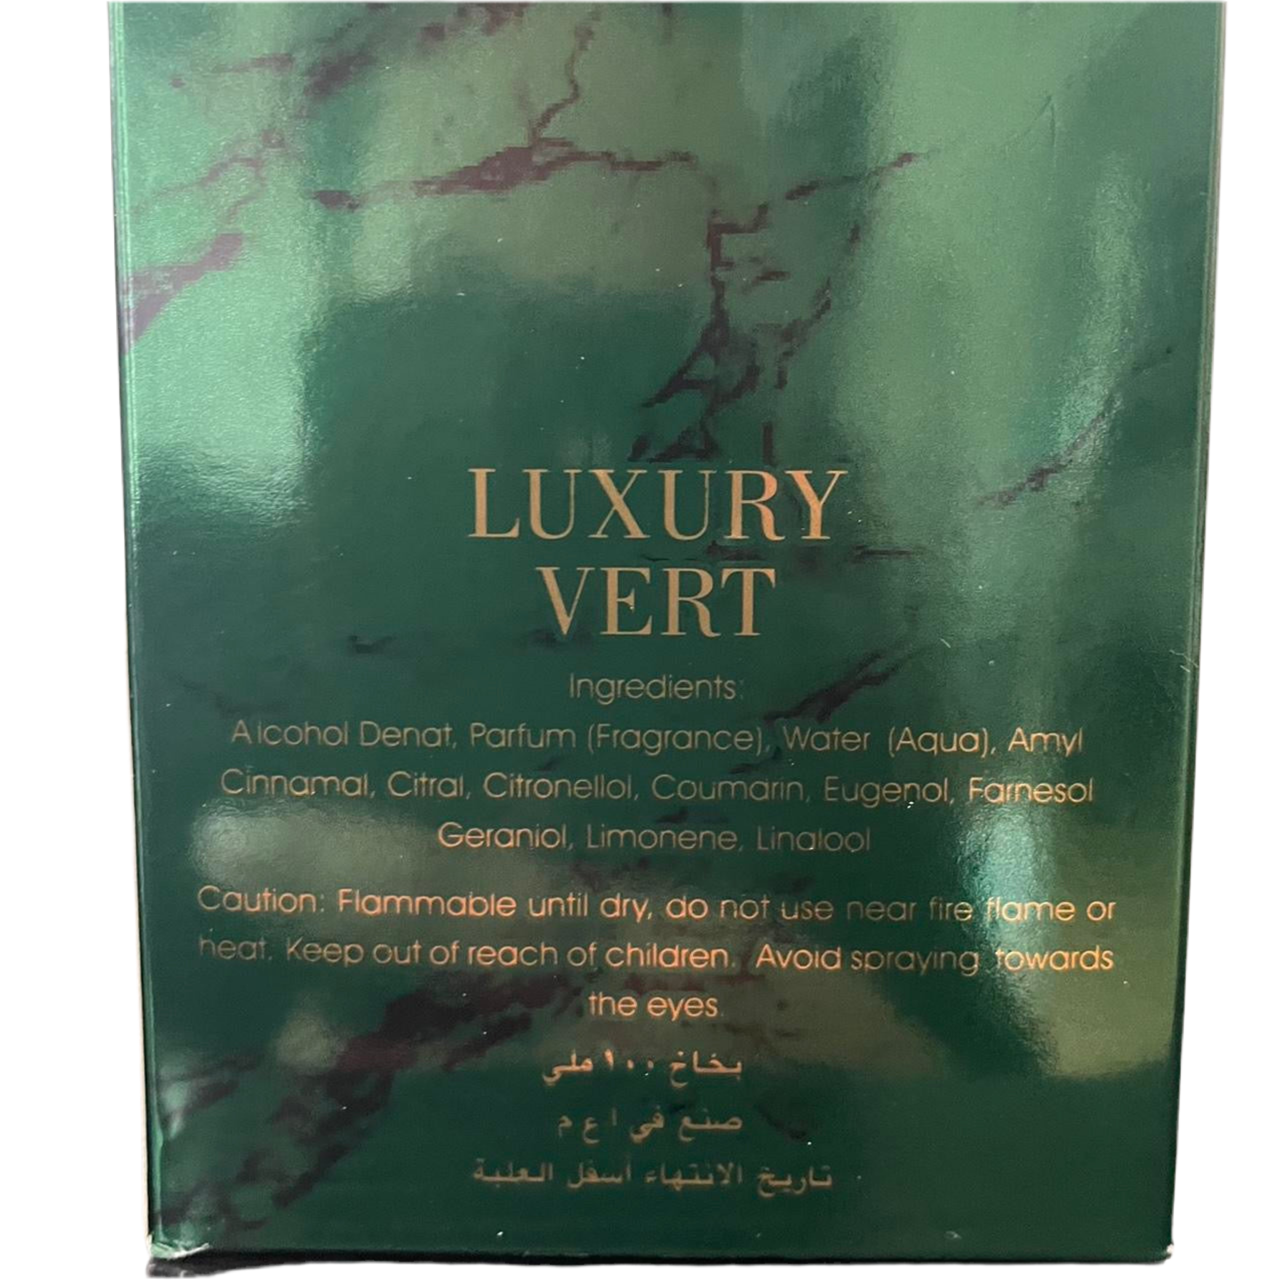 LUXURY
VERT
Ingredients:
Alcohol Denat, Parfum (Fragrance), Water (Aqua), Amyl
Cinnamal, Citral, Citronellol, Coumarin, Eugenol, Farnesol
Geraniol, Limonene, Linalool
Caution: Flammable until dry, do not use near fire flame or
heat. Keep out of reach of children. Avoid spraying towards
the eyes.
بخاخ ١٠٠ ملي
صنع في ا ع م
تاريخ الانتهاء أسفل العلبة